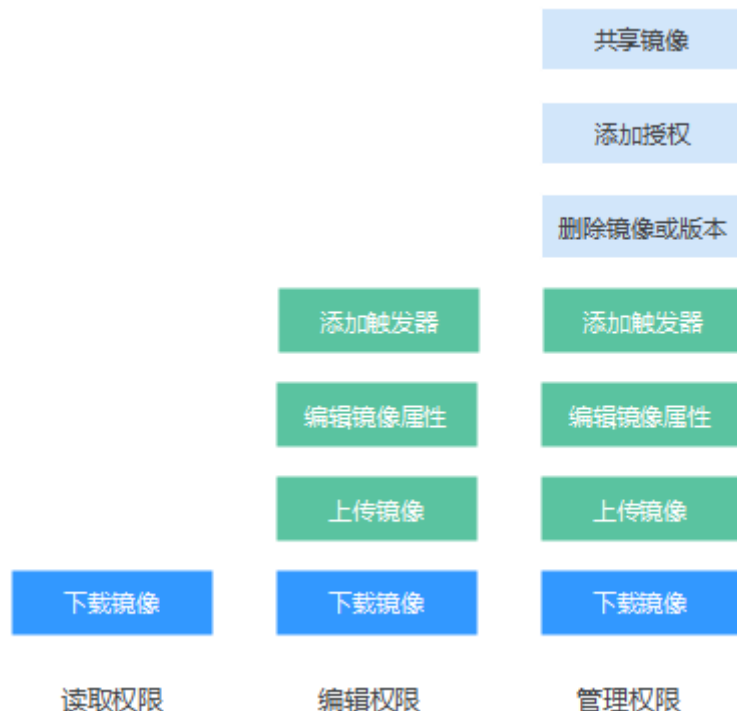 共享镜像
添加授权
删除镜像或版本
添加触发器 添加触发器
编辑镜像属性 编辑镜像属性
上传镜像 上传镜像
下载镜像 下载镜像 下载镜像
读取权限 编辑权限 管理权限